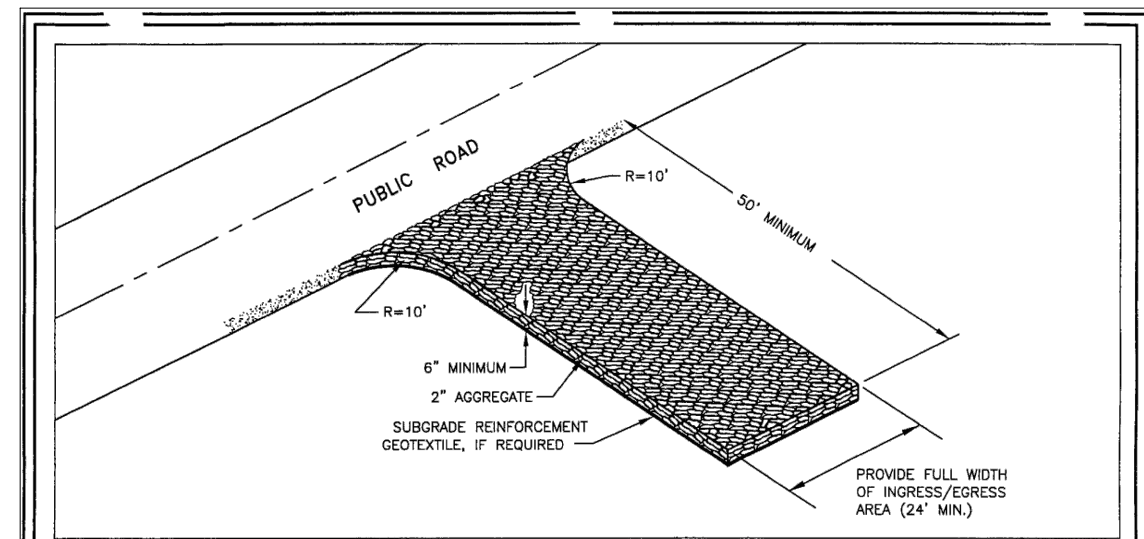 PUBLIC ROAD
R=10'
50' MINIMUM
R=10'
6" MINIMUM
2" AGGREGATE
SUBGRADE REINFORCEMENT
GEOTEXTILE, IF REQUIRED
PROVIDE FULL WIDTH
OF INGRESS/EGRESS
AREA (24' MIN.)